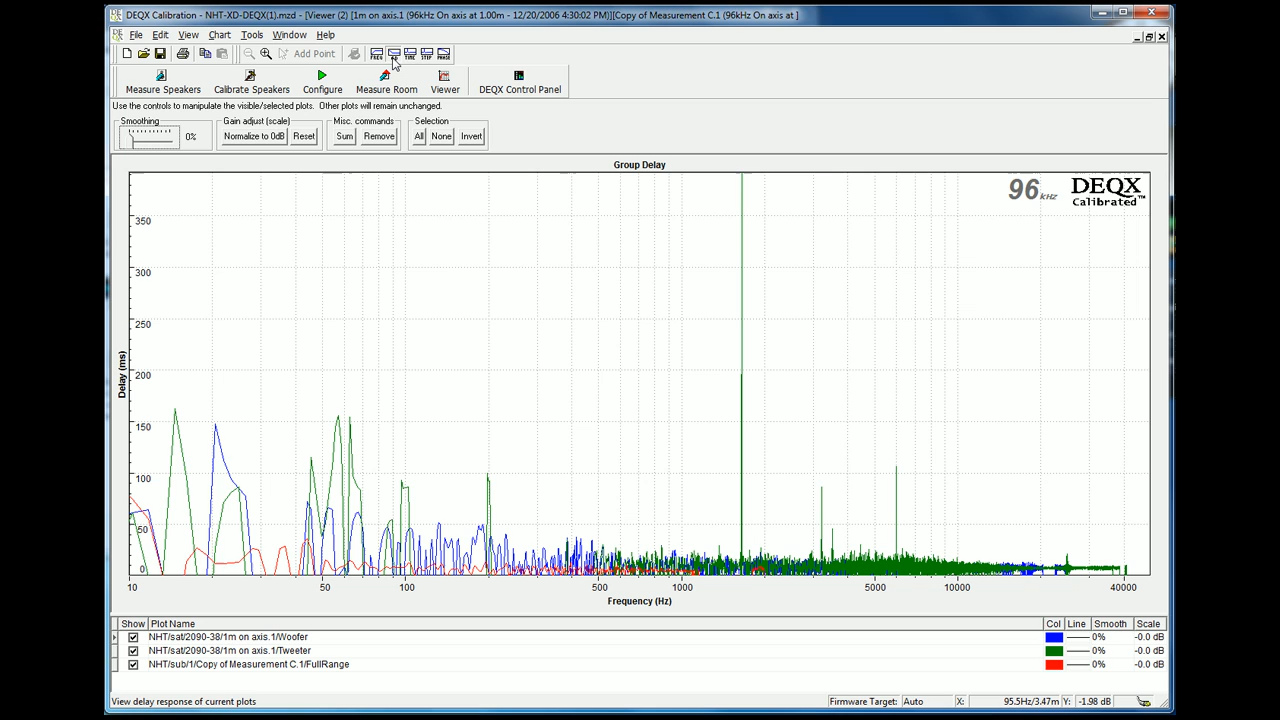 DEQX Calibration - NHT-XD-DEQX(1).mzd - [Viewer (2) [1m on axis.1 (96kHz On axis at 1.00m - 12/20/2006 4:30:02 PM)][Copy of Measurement C.1 (96kHz On axis at ]
File Edit View Chart Tools Window Help
Add Point FREQ TIME STEP PHASE
Measure Speakers Calibrate Speakers Configure Measure Room Viewer DEQX Control Panel
Use the controls to manipulate the visible/selected plots. Other plots will remain unchanged.
Smoothing Gain adjust (scale) Misc. commands Selection
0% Normalize to 0dB Reset Sum Remove All None Invert
Group Delay
96 kHz DEQX
Calibrated™
350
300
250
200
150
100
50
0
Delay (ms)
10 50 100 500 1000 5000 10000 40000
Frequency (Hz)
Show Plot Name Col Line Smooth Scale
NHT/sat/2090-38/1m on axis.1/Woofer 0% -0.0 dB
NHT/sat/2090-38/1m on axis.1/Tweeter 0% -0.0 dB
NHT/sub/1/Copy of Measurement C.1/FullRange 0% -0.0 dB
View delay response of current plots Firmware Target: Auto X: 95.5Hz/3.47m Y: -1.98 dB